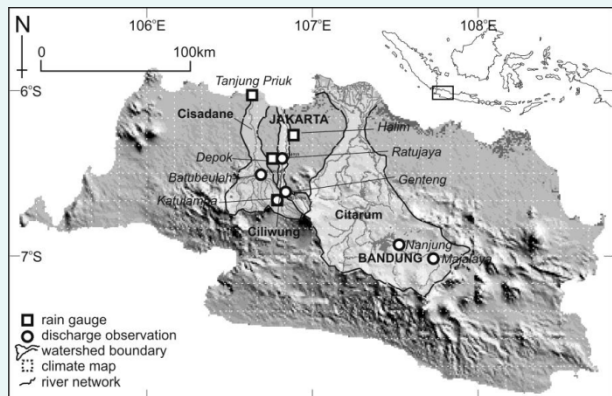 106°E 107°E 108°E
N
0 100km
Tanjung Priuk
6°S
Cisadane JAKARTA
Halim
Depok Ratujaya
Batubeulah Genteng
Katulampa
Citarum
Ciliwung
Nanjung
7°S BANDUNG
Majalaya
rain gauge
discharge observation
watershed boundary
climate map
river network